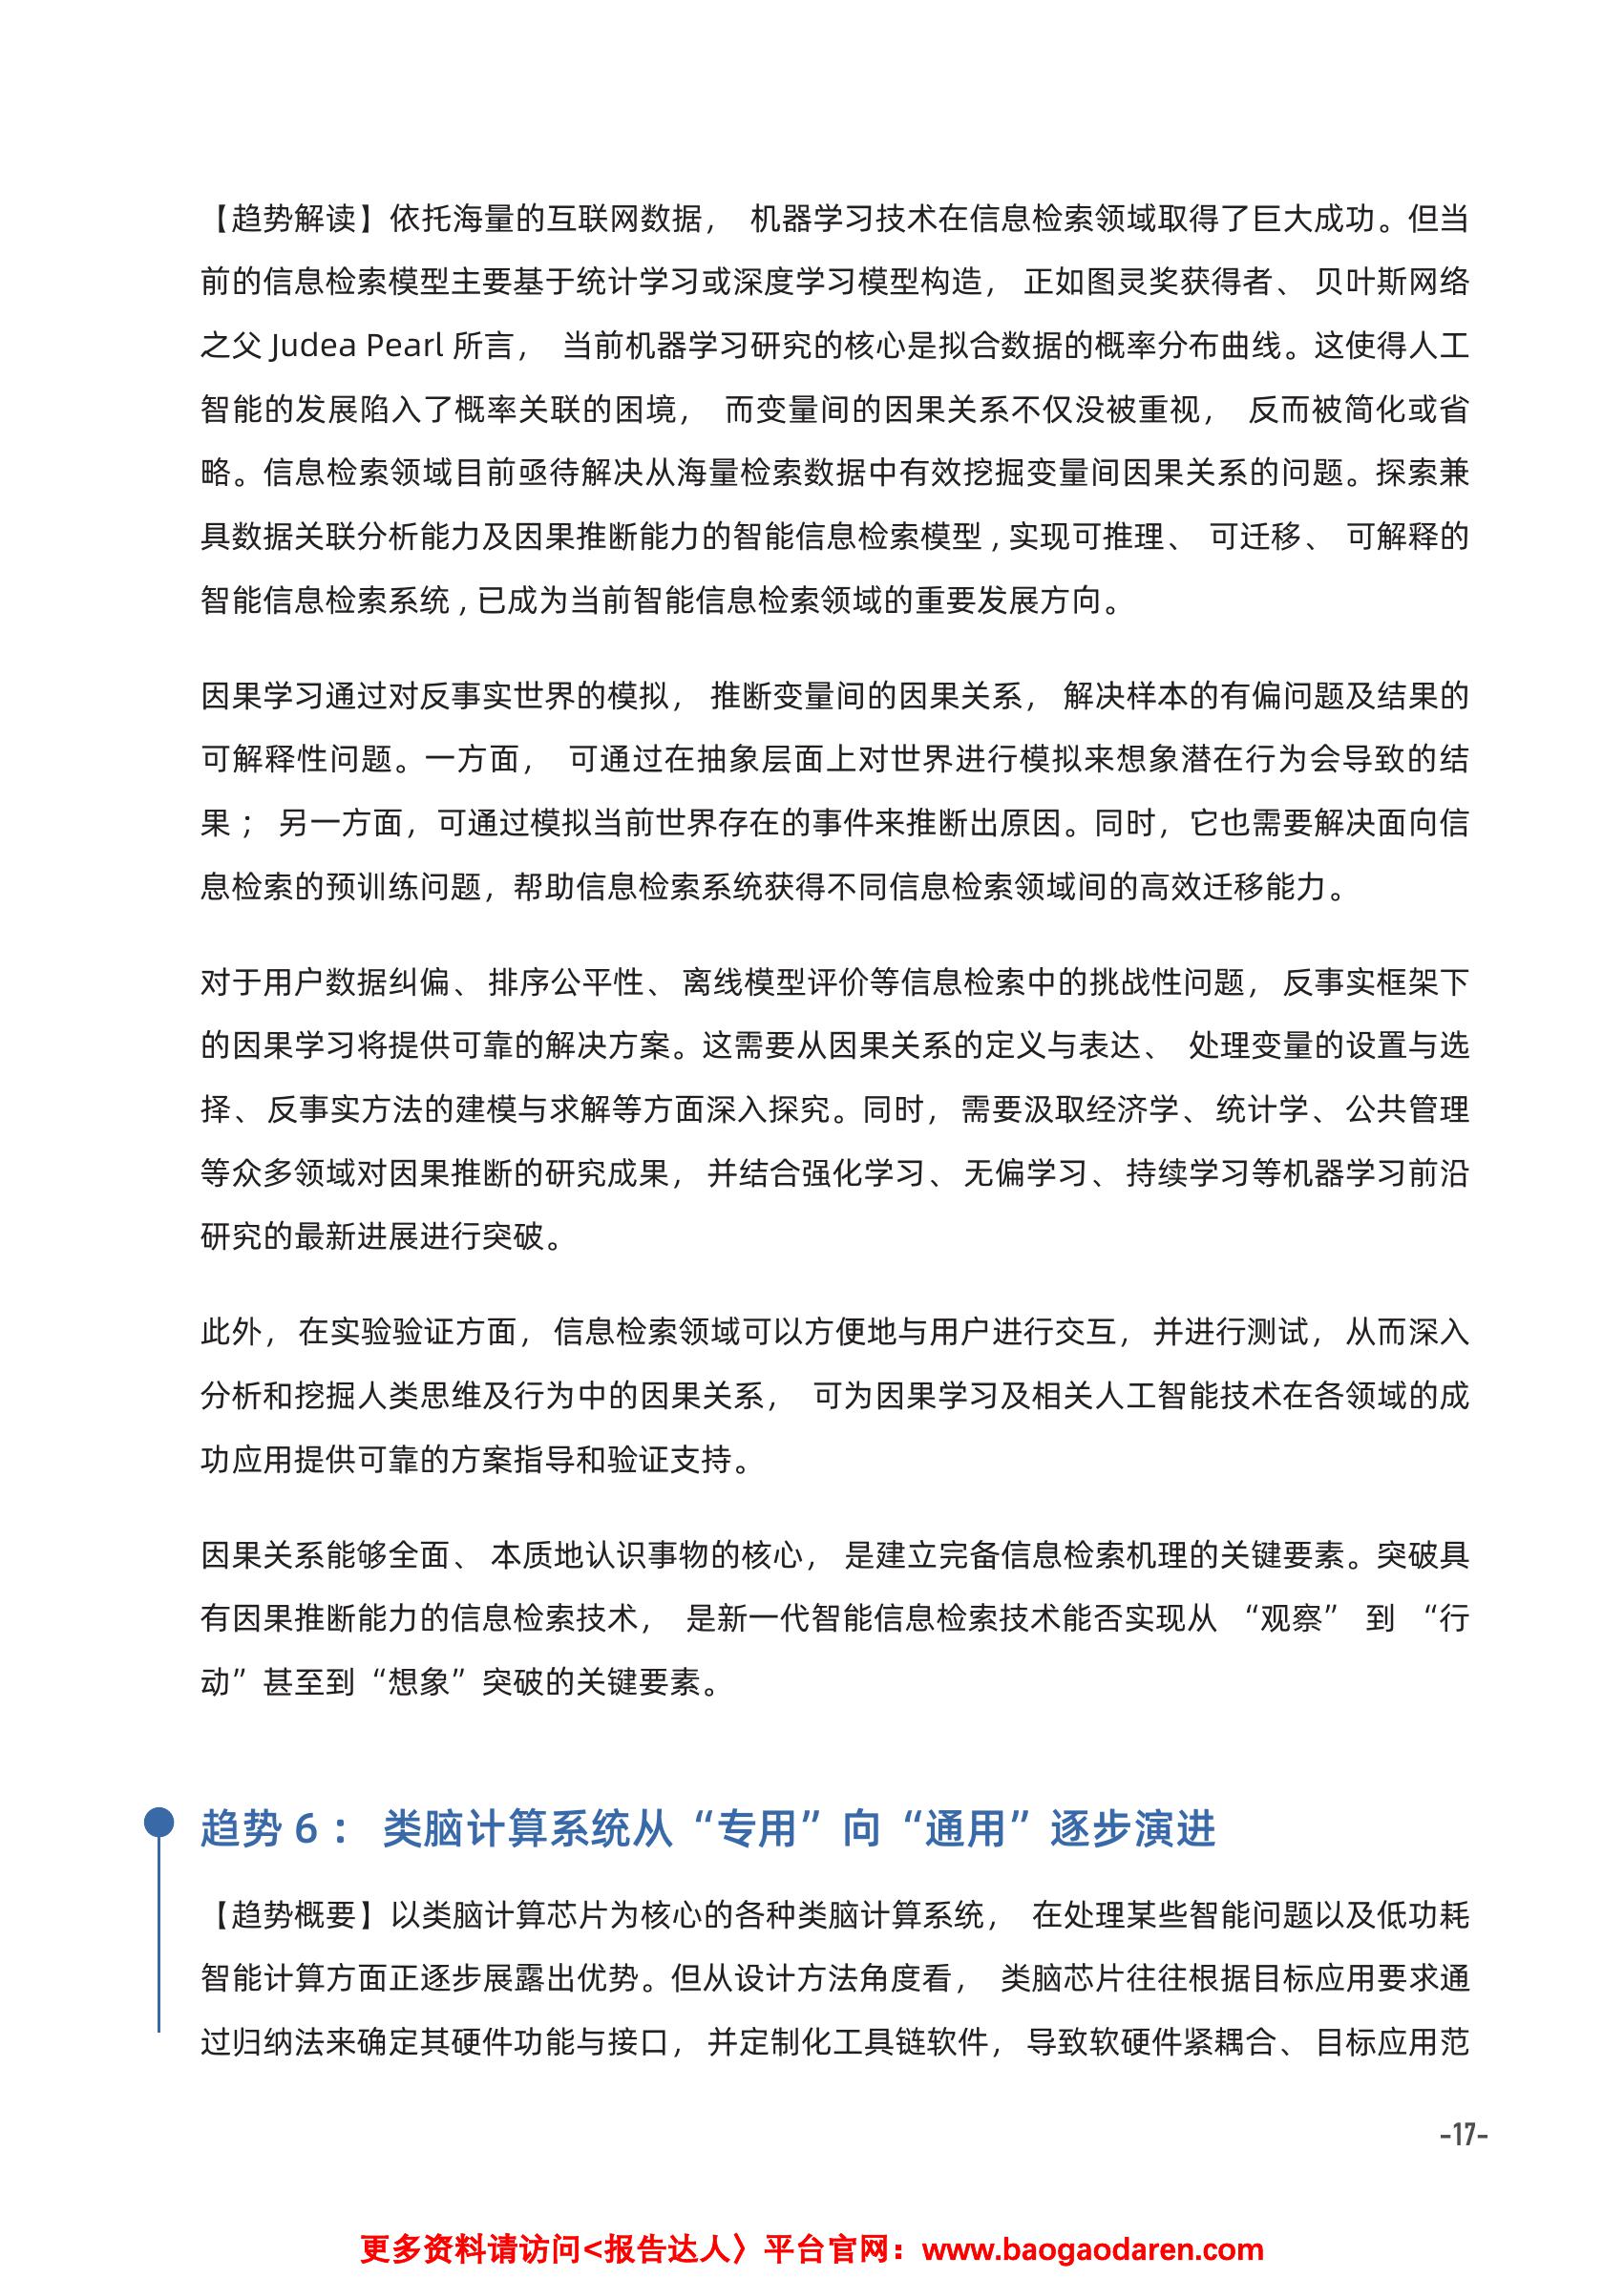 【趋势解读】依托海量的互联网数据， 机器学习技术在信息检索领域取得了巨大成功。但当
前的信息检索模型主要基于统计学习或深度学习模型构造， 正如图灵奖获得者、 贝叶斯网络
之父 Judea Pearl 所言， 当前机器学习研究的核心是拟合数据的概率分布曲线。这使得人工
智能的发展陷入了概率关联的困境， 而变量间的因果关系不仅没被重视， 反而被简化或省
略。信息检索领域目前亟待解决从海量检索数据中有效挖掘变量间因果关系的问题。探索兼
具数据关联分析能力及因果推断能力的智能信息检索模型 , 实现可推理、 可迁移、 可解释的
智能信息检索系统 , 已成为当前智能信息检索领域的重要发展方向。
因果学习通过对反事实世界的模拟， 推断变量间的因果关系， 解决样本的有偏问题及结果的
可解释性问题。一方面， 可通过在抽象层面上对世界进行模拟来想象潜在行为会导致的结
果； 另一方面，可通过模拟当前世界存在的事件来推断出原因。同时，它也需要解决面向信
息检索的预训练问题，帮助信息检索系统获得不同信息检索领域间的高效迁移能力。
对于用户数据纠偏、 排序公平性、 离线模型评价等信息检索中的挑战性问题， 反事实框架下
的因果学习将提供可靠的解决方案。这需要从因果关系的定义与表达、 处理变量的设置与选
择、 反事实方法的建模与求解等方面深入探究。同时， 需要汲取经济学、 统计学、 公共管理
等众多领域对因果推断的研究成果， 并结合强化学习、 无偏学习、 持续学习等机器学习前沿
研究的最新进展进行突破。
此外， 在实验验证方面， 信息检索领域可以方便地与用户进行交互， 并进行测试， 从而深入
分析和挖掘人类思维及行为中的因果关系， 可为因果学习及相关人工智能技术在各领域的成
功应用提供可靠的方案指导和验证支持。
因果关系能够全面、 本质地认识事物的核心， 是建立完备信息检索机理的关键要素。突破具
有因果推断能力的信息检索技术， 是新一代智能信息检索技术能否实现从 “观察” 到 “行
动” 甚至到 “想象” 突破的关键要素。
趋势 6： 类脑计算系统从 “专用” 向 “通用” 逐步演进
【趋势概要】以类脑计算芯片为核心的各种类脑计算系统， 在处理某些智能问题以及低功耗
智能计算方面正逐步展露出优势。但从设计方法角度看， 类脑芯片往往根据目标应用要求通
过归纳法来确定其硬件功能与接口， 并定制化工具链软件， 导致软硬件紧耦合、 目标应用范
-17-
更多资料请访问<报告达人〉平台官网：www.baogaodaren.com